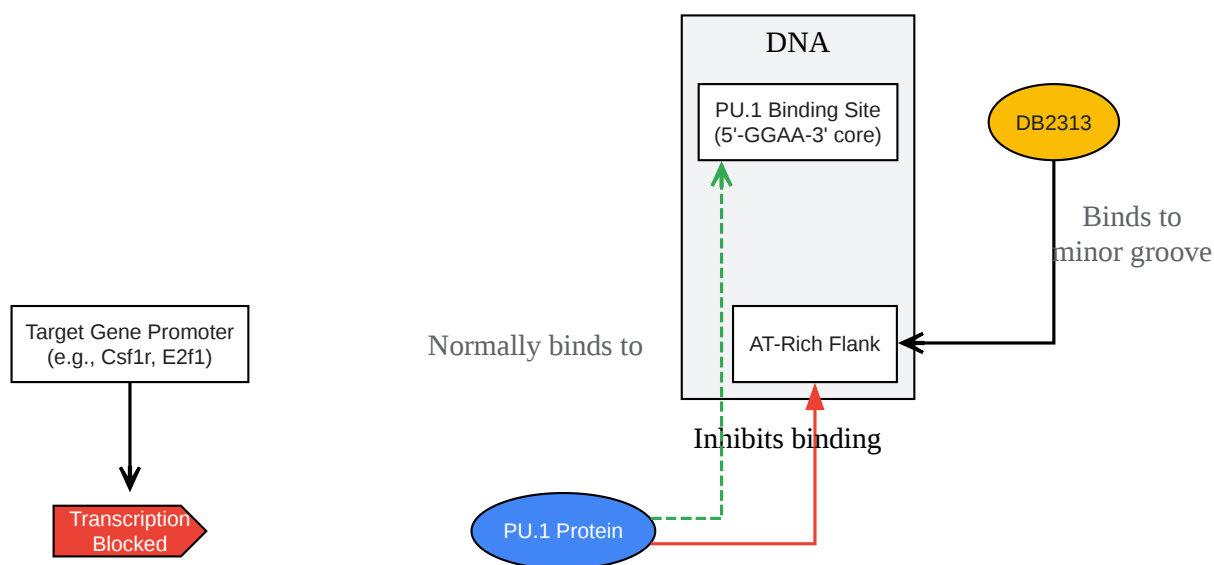 DNA
PU.1 Binding Site
(5'-GGAA-3' core)
DB2313
Binds to
minor groove
Target Gene Promoter
(e.g., Csf1r, E2f1)
Normally binds to
AT-Rich Flank
Inhibits binding
Transcription
Blocked
PU.1 Protein